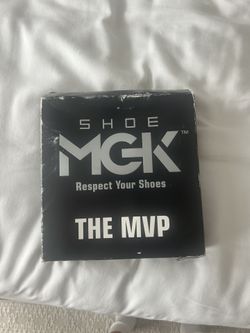 SHOE
MGK™
Respect Your Shoes
THE MVP